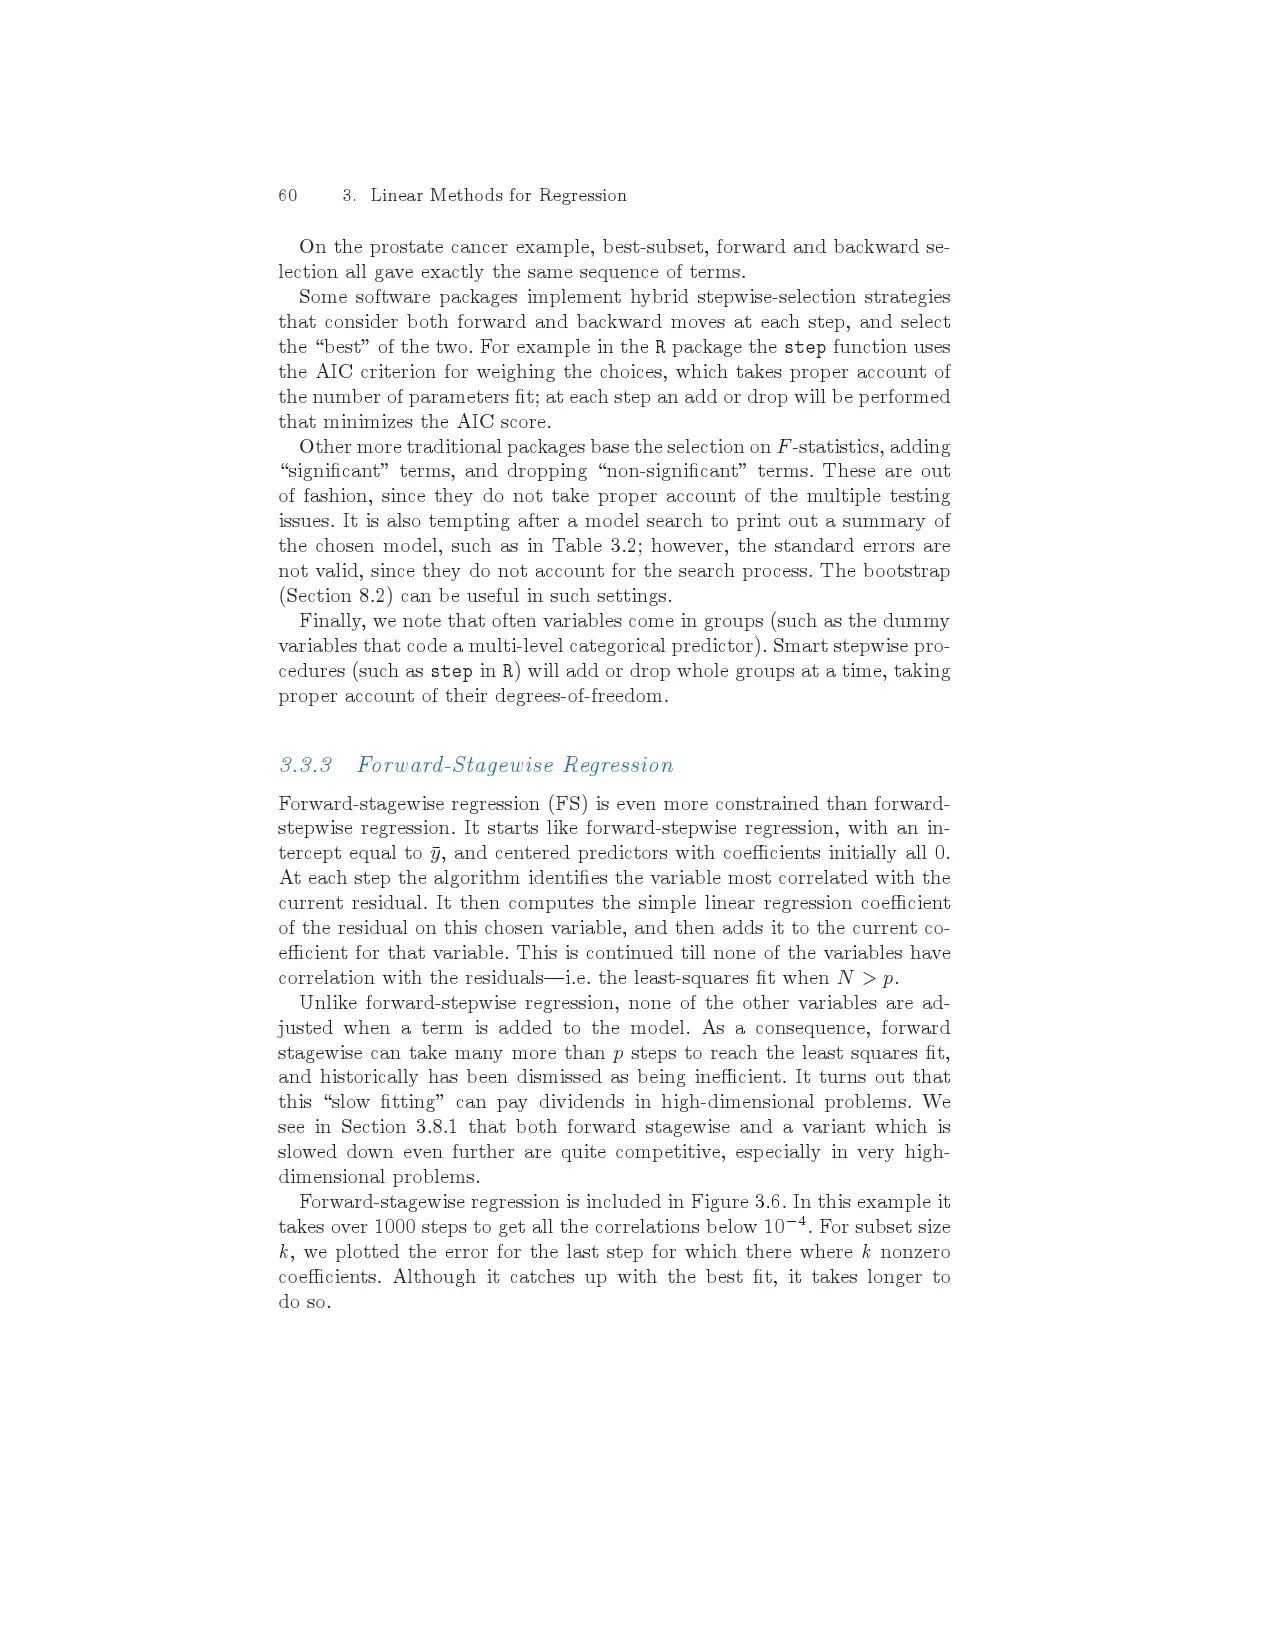 60 3. Linear Methods for Regression
On the prostate cancer example, best-subset, forward and backward se-
lection all gave exactly the same sequence of terms.
Some software packages implement hybrid stepwise-selection strategies
that consider both forward and backward moves at each step, and select
the “best” of the two. For example in the R package the step function uses
the AIC criterion for weighing the choices, which takes proper account of
the number of parameters fit; at each step an add or drop will be performed
that minimizes the AIC score.
Other more traditional packages base the selection on F-statistics, adding
“significant” terms, and dropping “non-significant” terms. These are out
of fashion, since they do not take proper account of the multiple testing
issues. It is also tempting after a model search to print out a summary of
the chosen model, such as in Table 3.2; however, the standard errors are
not valid, since they do not account for the search process. The bootstrap
(Section 8.2) can be useful in such settings.
Finally, we note that often variables come in groups (such as the dummy
variables that code a multi-level categorical predictor). Smart stepwise pro-
cedures (such as step in R) will add or drop whole groups at a time, taking
proper account of their degrees-of-freedom.
3.3.3 Forward-Stagewise Regression
Forward-stagewise regression (FS) is even more constrained than forward-
stepwise regression. It starts like forward-stepwise regression, with an in-
tercept equal to ȳ, and centered predictors with coefficients initially all 0.
At each step the algorithm identifies the variable most correlated with the
current residual. It then computes the simple linear regression coefficient
of the residual on this chosen variable, and then adds it to the current co-
efficient for that variable. This is continued till none of the variables have
correlation with the residuals—i.e. the least-squares fit when N > p.
Unlike forward-stepwise regression, none of the other variables are ad-
justed when a term is added to the model. As a consequence, forward
stagewise can take many more than p steps to reach the least squares fit,
and historically has been dismissed as being inefficient. It turns out that
this “slow fitting” can pay dividends in high-dimensional problems. We
see in Section 3.8.1 that both forward stagewise and a variant which is
slowed down even further are quite competitive, especially in very high-
dimensional problems.
Forward-stagewise regression is included in Figure 3.6. In this example it
takes over 1000 steps to get all the correlations below 10⁻⁴. For subset size
k, we plotted the error for the last step for which there where k nonzero
coefficients. Although it catches up with the best fit, it takes longer to
do so.